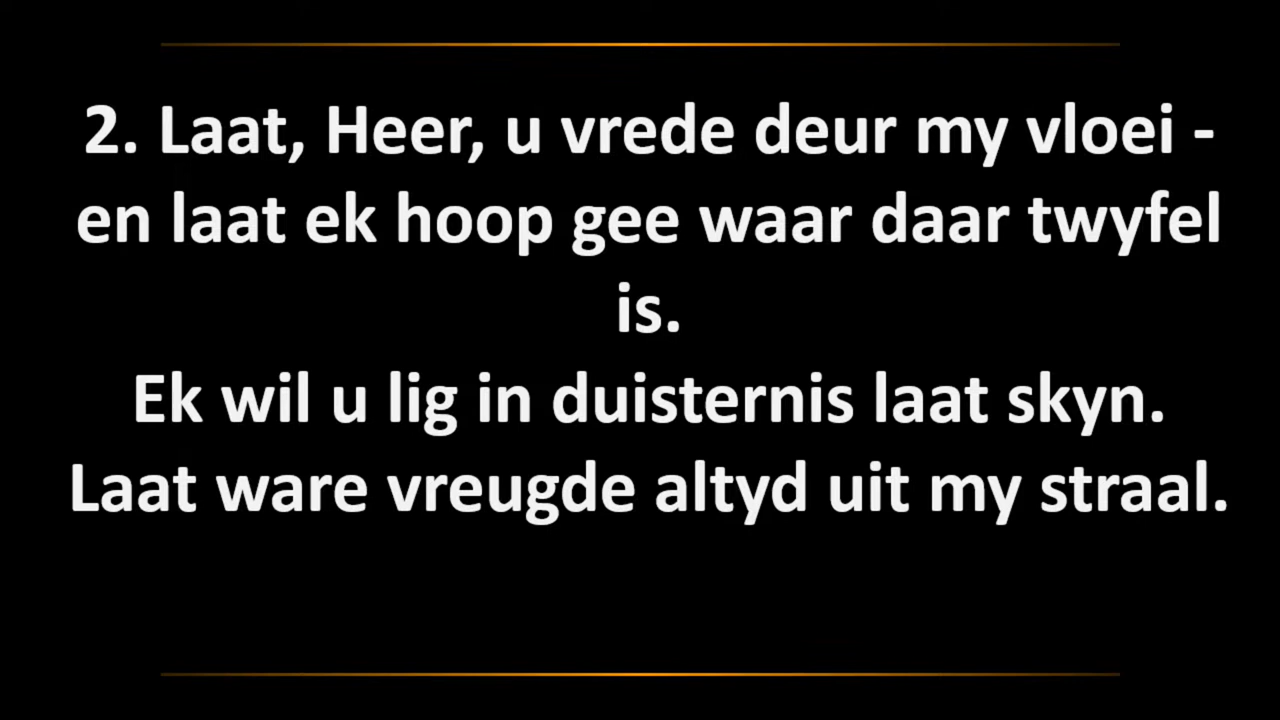 2. Laat, Heer, u vrede deur my vloei -
en laat ek hoop gee waar daar twyfel
is.
Ek wil u lig in duisternis laat skyn.
Laat ware vreugde altyd uit my straal.